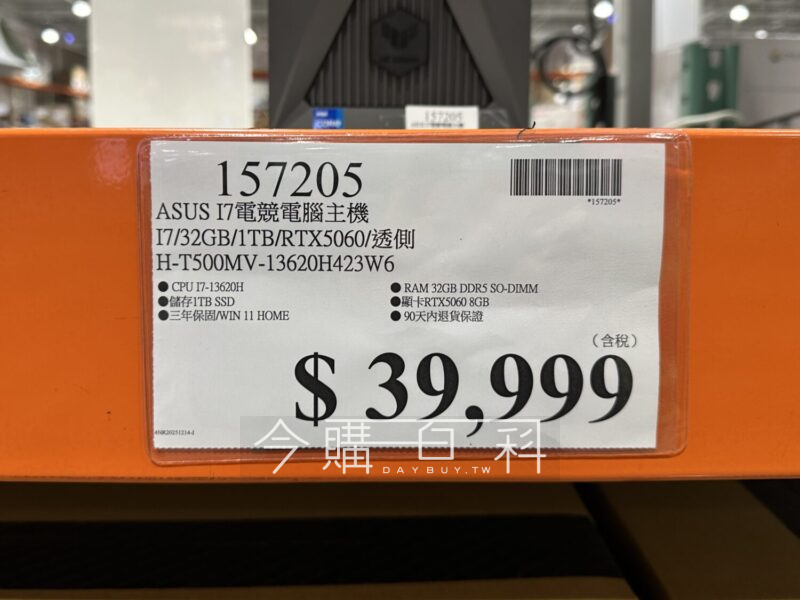 157205
157205
*157205*
ASUS I7電競電腦主機
I7/32GB/1TB/RTX5060/透側
H-T500MV-13620H423W6
● CPU I7-13620H
● RAM 32GB DDR5 SO-DIMM
●儲存1TB SSD
●顯卡RTX5060 8GB
●三年保固/WIN 11 HOME
● 90天內退貨保證
(含稅)
$ 39,999
今購百科
DAYBUY.TW